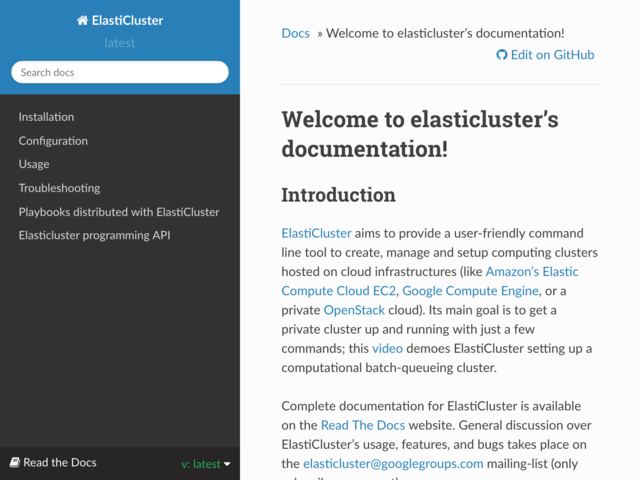 ElastiCluster
latest
Search docs
Installation
Configuration
Usage
Troubleshooting
Playbooks distributed with ElastiCluster
Elasticluster programming API
Read the Docs
v: latest
Docs » Welcome to elasticluster’s documentation!
Edit on GitHub
Welcome to elasticluster’s
documentation!
Introduction
ElastiCluster aims to provide a user-friendly command
line tool to create, manage and setup computing clusters
hosted on cloud infrastructures (like Amazon’s Elastic
Compute Cloud EC2, Google Compute Engine, or a
private OpenStack cloud). Its main goal is to get a
private cluster up and running with just a few
commands; this video demoes ElastiCluster setting up a
computational batch-queueing cluster.
Complete documentation for ElastiCluster is available
on the Read The Docs website. General discussion over
ElastiCluster’s usage, features, and bugs takes place on
the elasticluster@googlegroups.com mailing-list (only